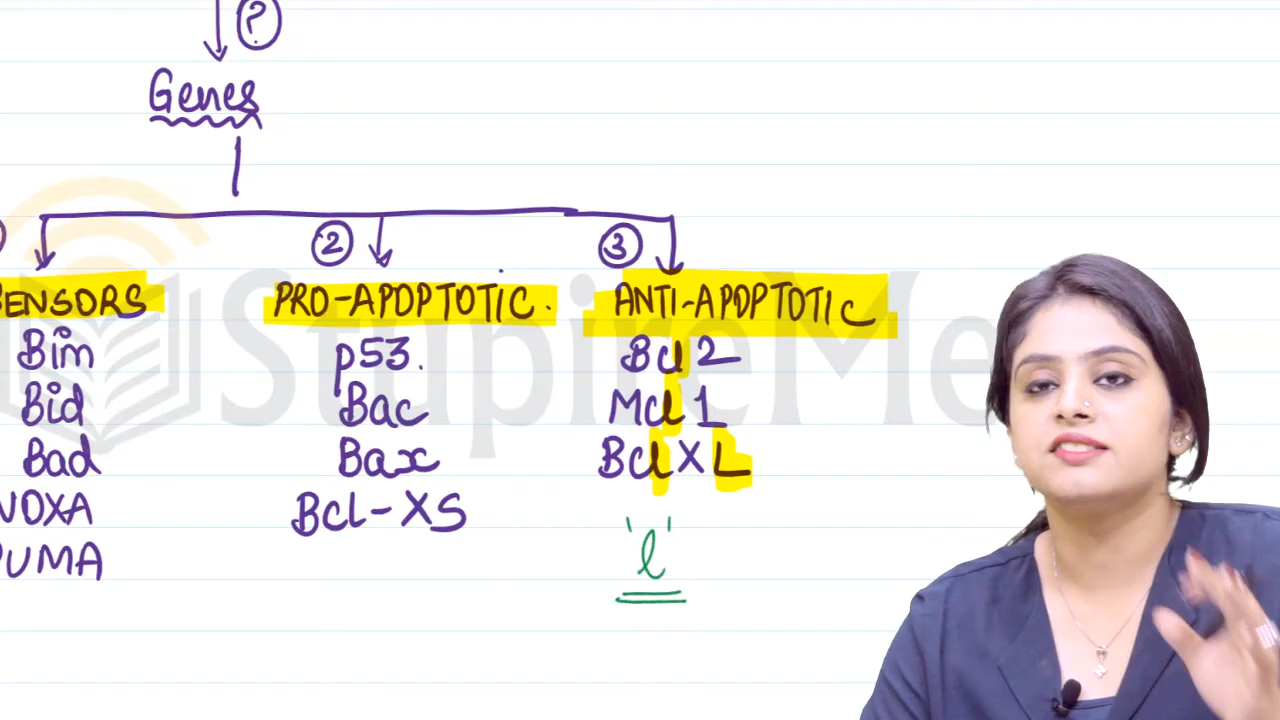 ?
Genes
2
3
SENSORS
PRO-APOPTOTIC.
ANTI-APOPTOTIC
Bim
p53.
Bcl 2
Bid
Bac
Mcl 1
Bad
Bax
Bcl X L
NOXA
Bcl-XS
PUMA
'l'
StupireMe